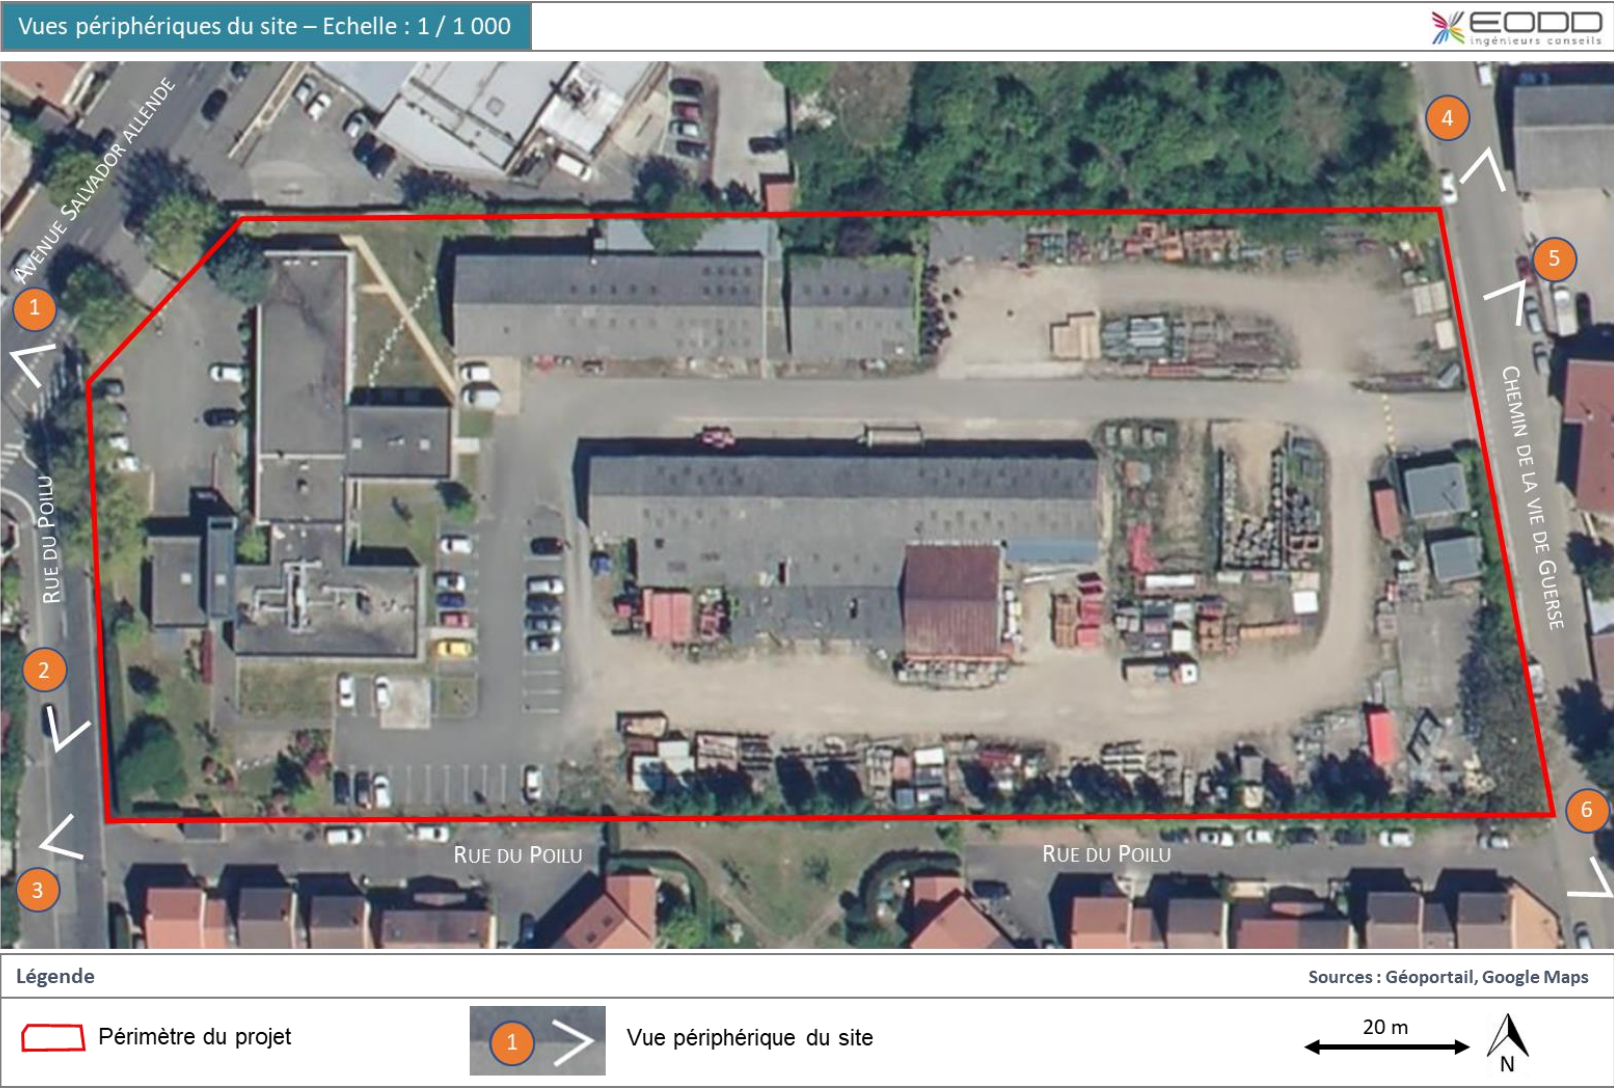 Vues périphériques du site – Echelle : 1 / 1 000
EODD
ingénieurs conseils
AVENUE SALVADOR ALLENDE
4
5
1
CHEMIN DE LA VIE DE GUERSE
RUE DU POILU
2
6
RUE DU POILU
RUE DU POILU
3
Légende
Sources : Géoportail, Google Maps
Périmètre du projet
1
Vue périphérique du site
20 m
N